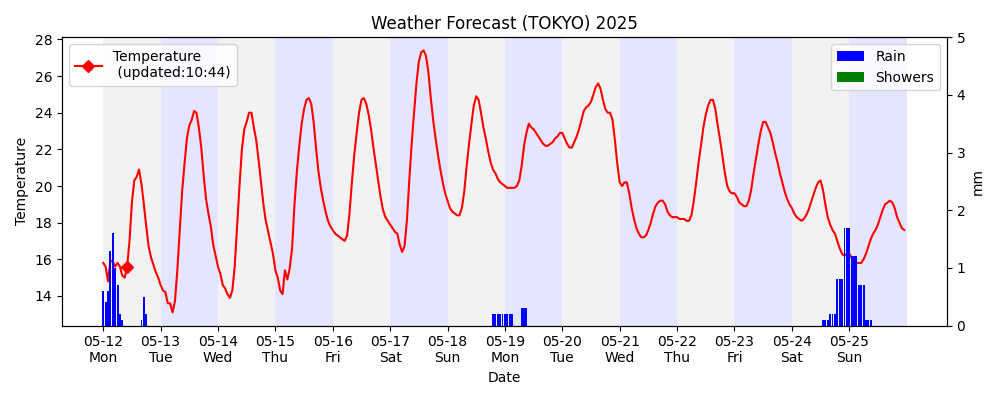 Weather Forecast (TOKYO) 2025
Temperature
(updated:10:44)
Rain
Showers
28
26
24
22
20
18
16
14
Temperature
5
4
3
2
1
0
mm
05-12 05-13 05-14 05-15 05-16 05-17 05-18 05-19 05-20 05-21 05-22 05-23 05-24 05-25
Mon Tue Wed Thu Fri Sat Sun Mon Tue Wed Thu Fri Sat Sun
Date